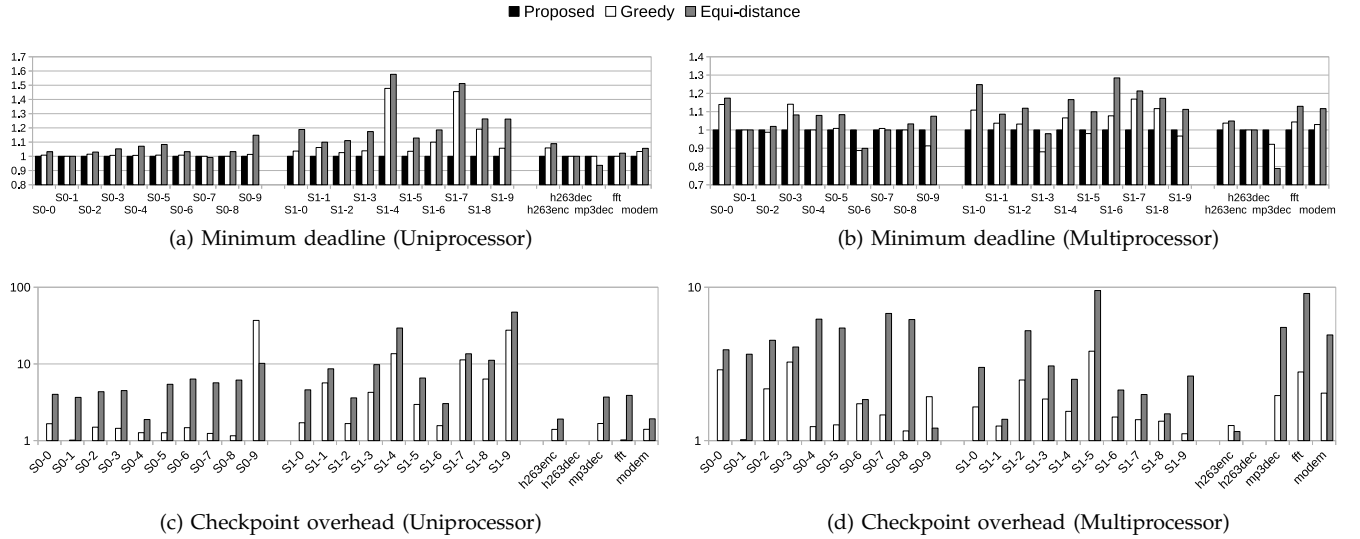 Proposed Greedy Equi-distance
1.7
1.6
1.5
1.4
1.3
1.2
1.1
1
0.9
0.8
S0-1 S0-3 S0-5 S0-7 S0-9 S1-1 S1-3 S1-5 S1-7 S1-9 h263dec fft
S0-0 S0-2 S0-4 S0-6 S0-8 S1-0 S1-2 S1-4 S1-6 S1-8 h263enc mp3dec modem
(a) Minimum deadline (Uniprocessor)
1.4
1.3
1.2
1.1
1
0.9
0.8
0.7
S0-1 S0-3 S0-5 S0-7 S0-9 S1-1 S1-3 S1-5 S1-7 S1-9 h263dec fft
S0-0 S0-2 S0-4 S0-6 S0-8 S1-0 S1-2 S1-4 S1-6 S1-8 h263enc mp3dec modem
(b) Minimum deadline (Multiprocessor)
100
10
1
S0-0 S0-1 S0-2 S0-3 S0-4 S0-5 S0-6 S0-7 S0-8 S0-9 S1-0 S1-1 S1-2 S1-3 S1-4 S1-5 S1-6 S1-7 S1-8 S1-9 h263enc h263dec mp3dec fft modem
(c) Checkpoint overhead (Uniprocessor)
10
1
S0-0 S0-1 S0-2 S0-3 S0-4 S0-5 S0-6 S0-7 S0-8 S0-9 S1-0 S1-1 S1-2 S1-3 S1-4 S1-5 S1-6 S1-7 S1-8 S1-9 h263enc h263dec mp3dec fft modem
(d) Checkpoint overhead (Multiprocessor)